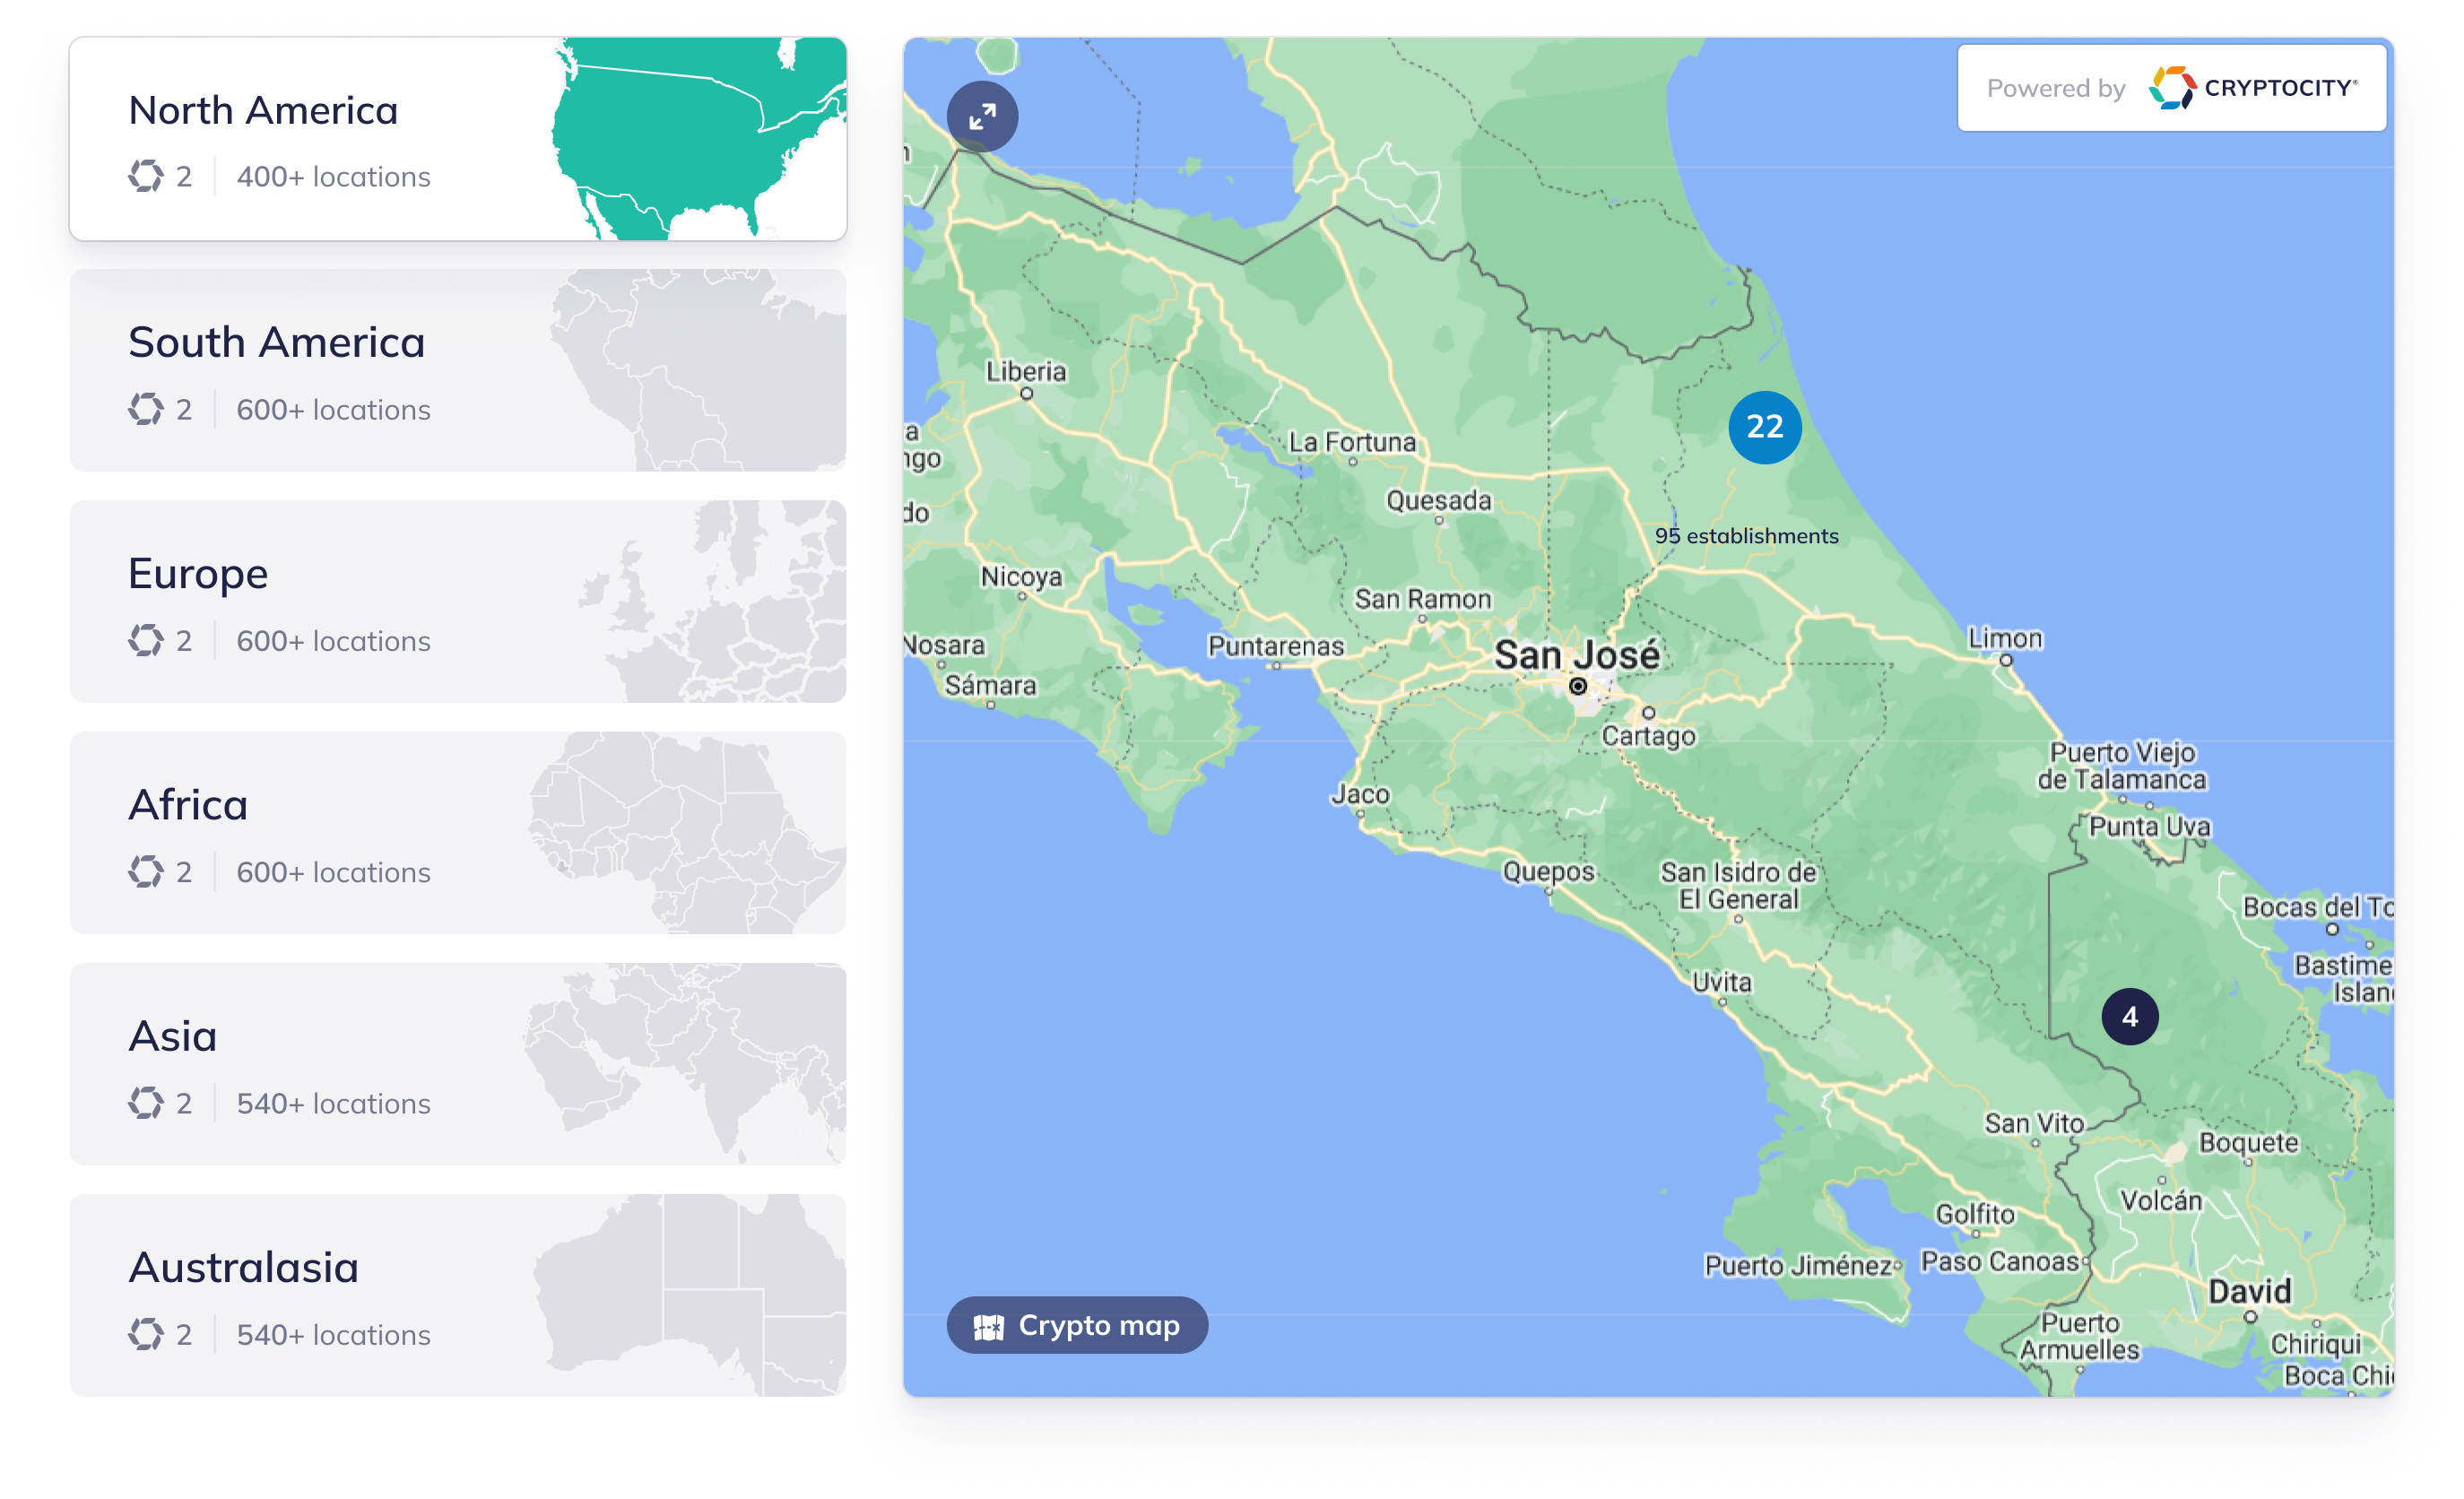 North America
2
400+ locations
South America
2
600+ locations
Europe
2
600+ locations
Africa
2
600+ locations
Asia
2
540+ locations
Australasia
2
540+ locations
Powered by CRYPTOCITY®
Liberia
22
La Fortuna
ngo
Quesada
do
95 establishments
Nicoya
San Ramon
Nosara
Puntarenas
San José
Limon
Sámara
Cartago
Puerto Viejo
de Talamanca
Jaco
Punta Uva
Quepos
San Isidro de
El General
Bocas del To
Bastime
Islan
Uvita
4
San Vito
Boquete
Volcán
Golfito
Puerto Jiménez
Paso Canoas
David
Puerto
Armuelles
Chiriqui
Boca Chi
Crypto map